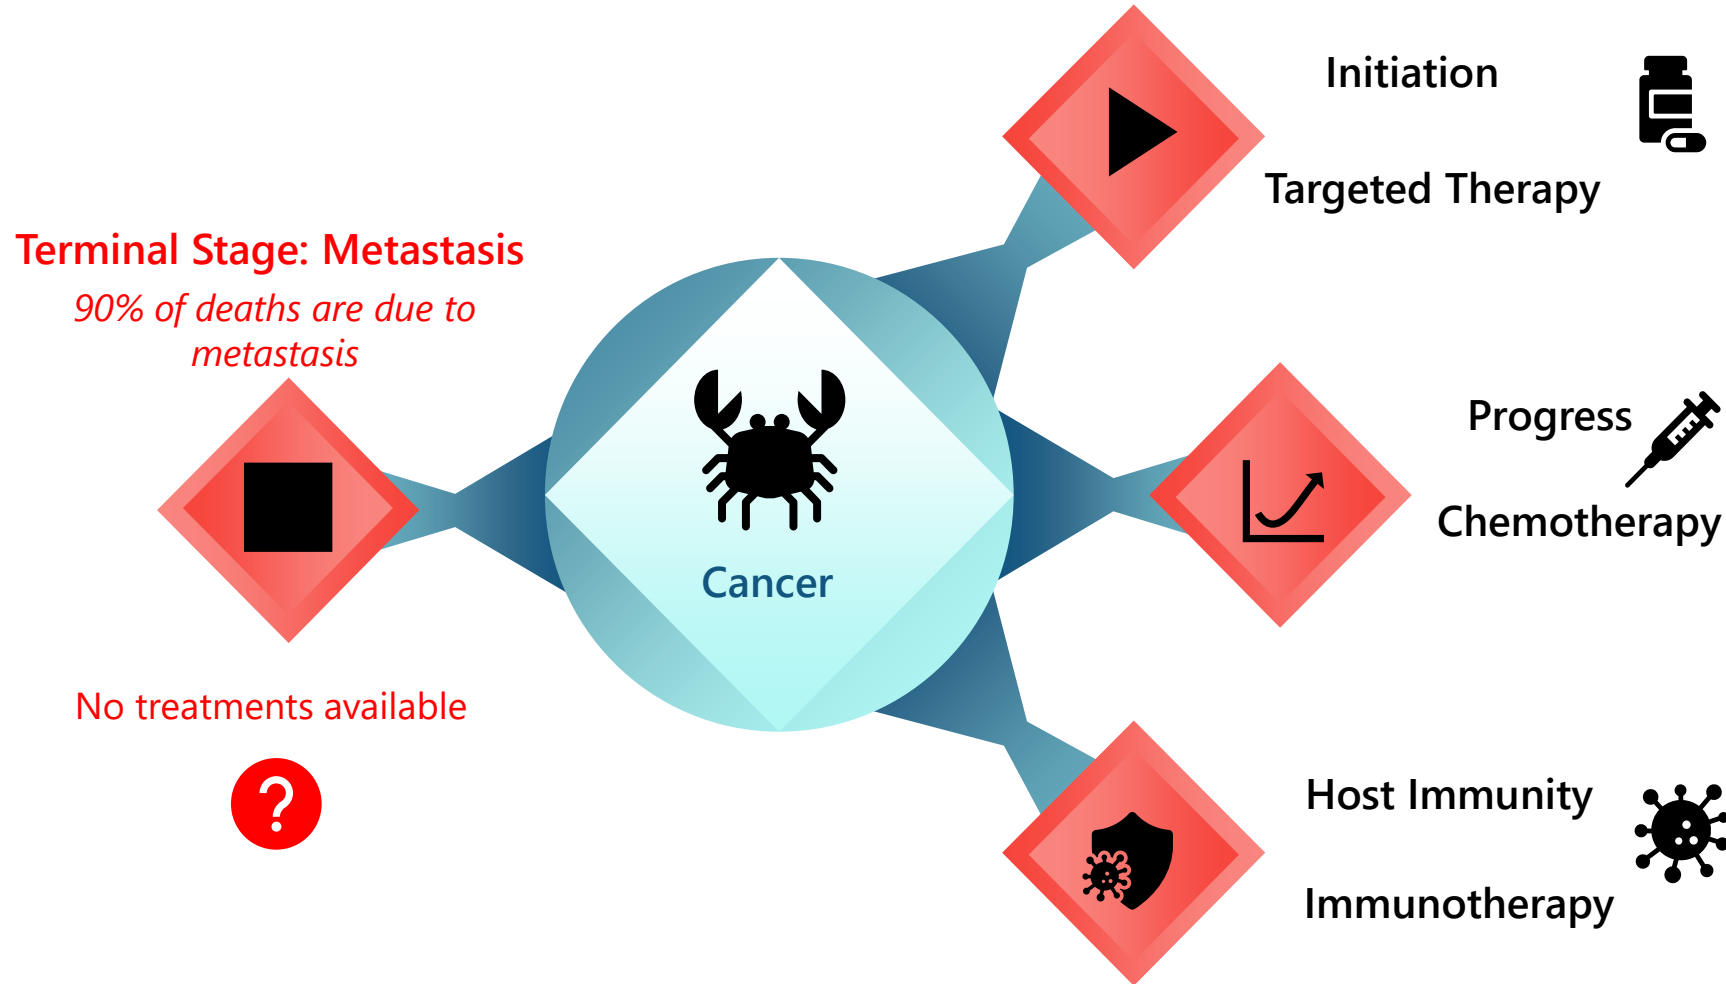 Initiation
Targeted Therapy
Terminal Stage: Metastasis
90% of deaths are due to
metastasis
Progress
Chemotherapy
Cancer
No treatments available
?
Host Immunity
Immunotherapy